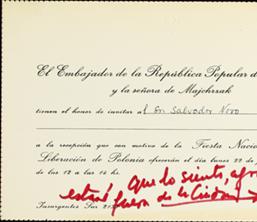 El Embajador de la República Popular d
y la señora de Majchrzak
tienen el honor de invitar al Sr. Salvador Novo
a la recepción que con motivo de la Fiesta Nacion
Liberación de Polonia ofrecerán el día lunes 22 de
de las 12 a las 14 hs.
que lo siento,
estaré fuera de la Ciudad
Insurgentes Sur